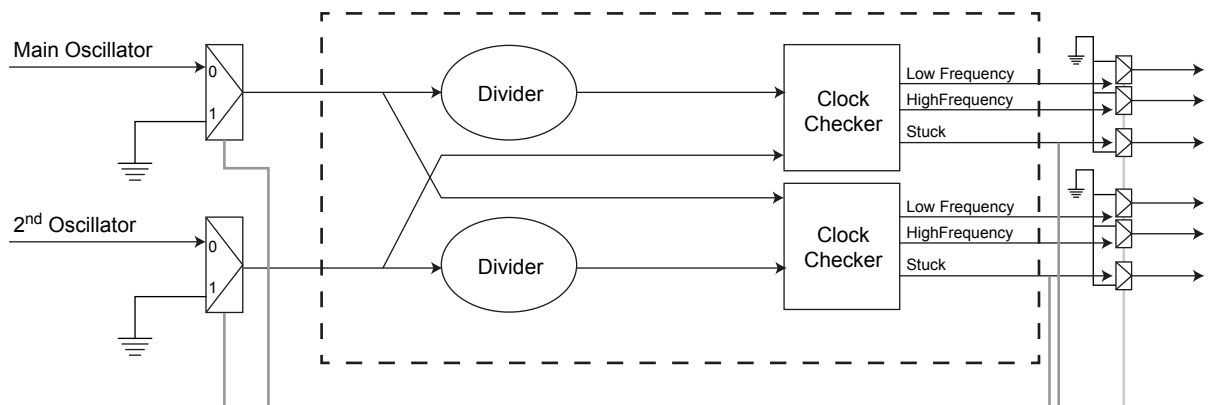 Main Oscillator
0
1
Divider
Clock
Checker
Low Frequency
HighFrequency
Stuck
2nd Oscillator
0
1
Divider
Clock
Checker
Low Frequency
HighFrequency
Stuck